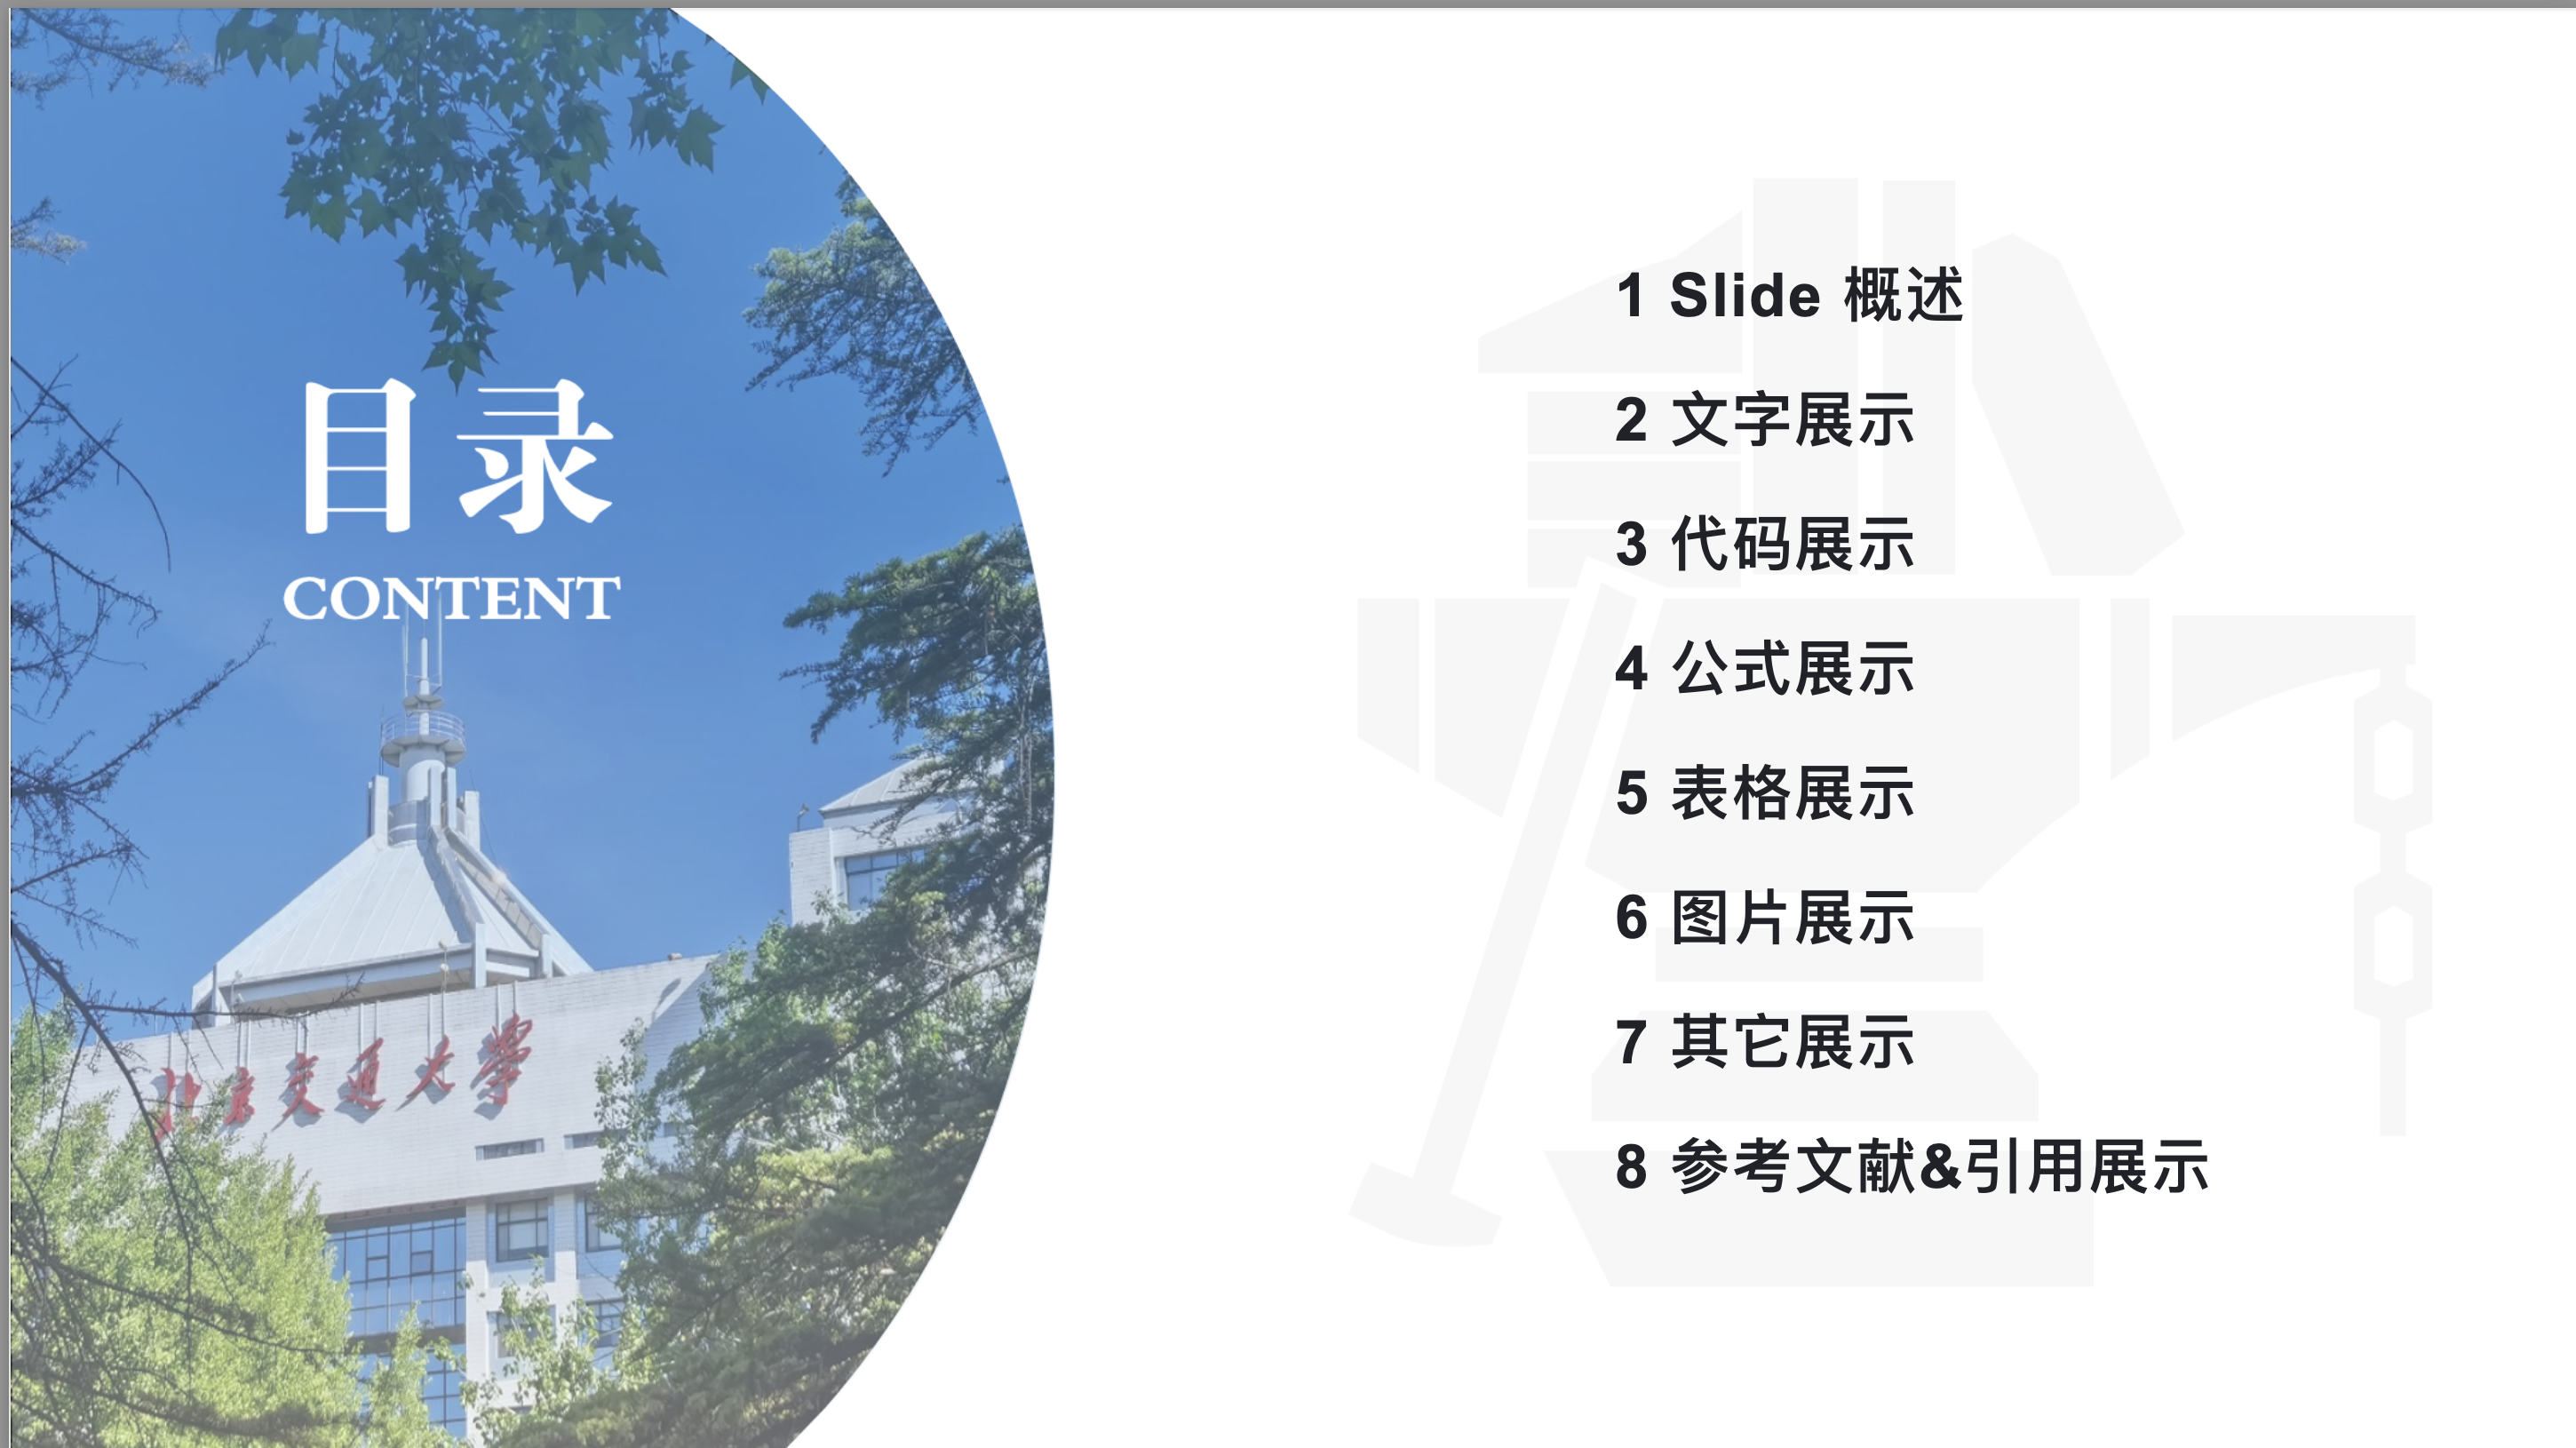 目录
CONTENT
北京交通大學
1 Slide 概述
2 文字展示
3 代码展示
4 公式展示
5 表格展示
6 图片展示
7 其它展示
8 参考文献&引用展示